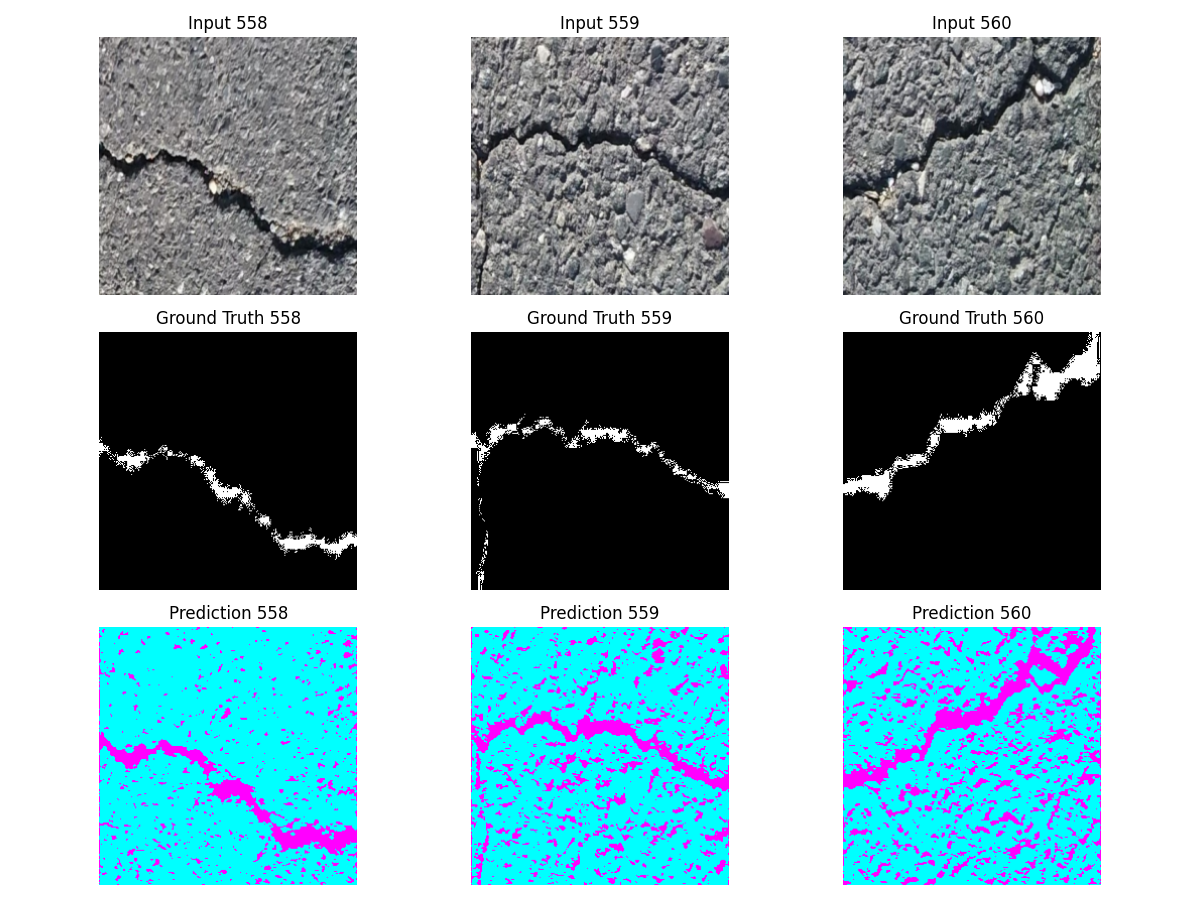 Input 558
Input 559
Input 560
Ground Truth 558
Ground Truth 559
Ground Truth 560
Prediction 558
Prediction 559
Prediction 560